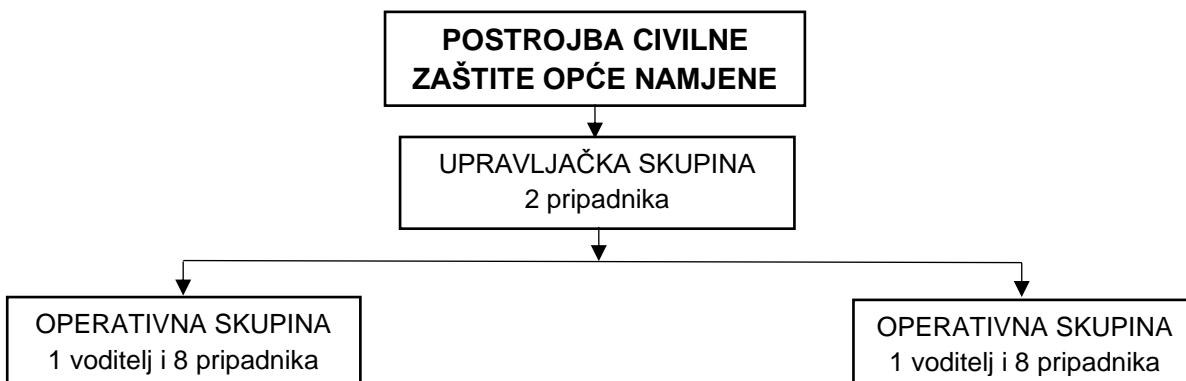 POSTROJBA CIVILNE
ZAŠTITE OPĆE NAMJENE
UPRAVLJAČKA SKUPINA
2 pripadnika
OPERATIVNA SKUPINA
1 voditelj i 8 pripadnika
OPERATIVNA SKUPINA
1 voditelj i 8 pripadnika